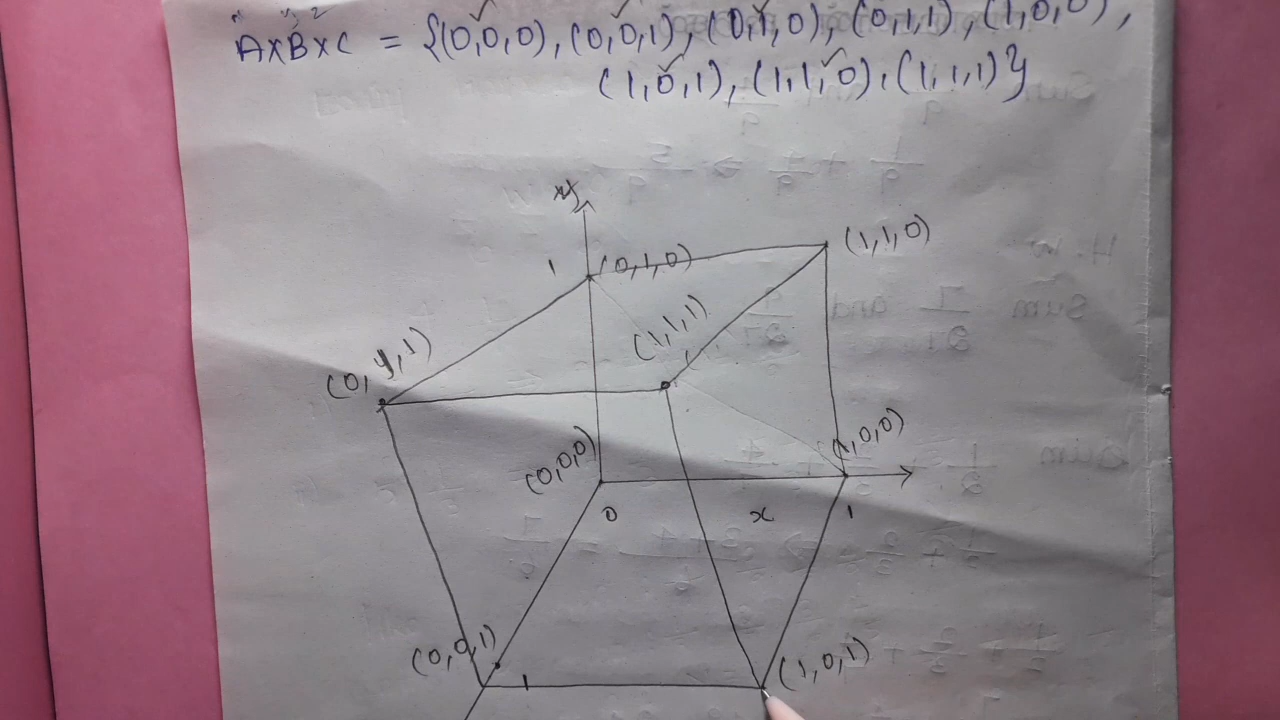 x y z
A×B×C = {(0,0,0), (0,0,1), (0,1,0), (0,1,1), (1,0,0),
(1,0,1), (1,1,0), (1,1,1)}
y
1 (0,1,0) (1,1,0)
(0,1,1) (1,1,1)
(0,0,0) (1,0,0)
0 x 1
(0,0,1) 1 (1,0,1)